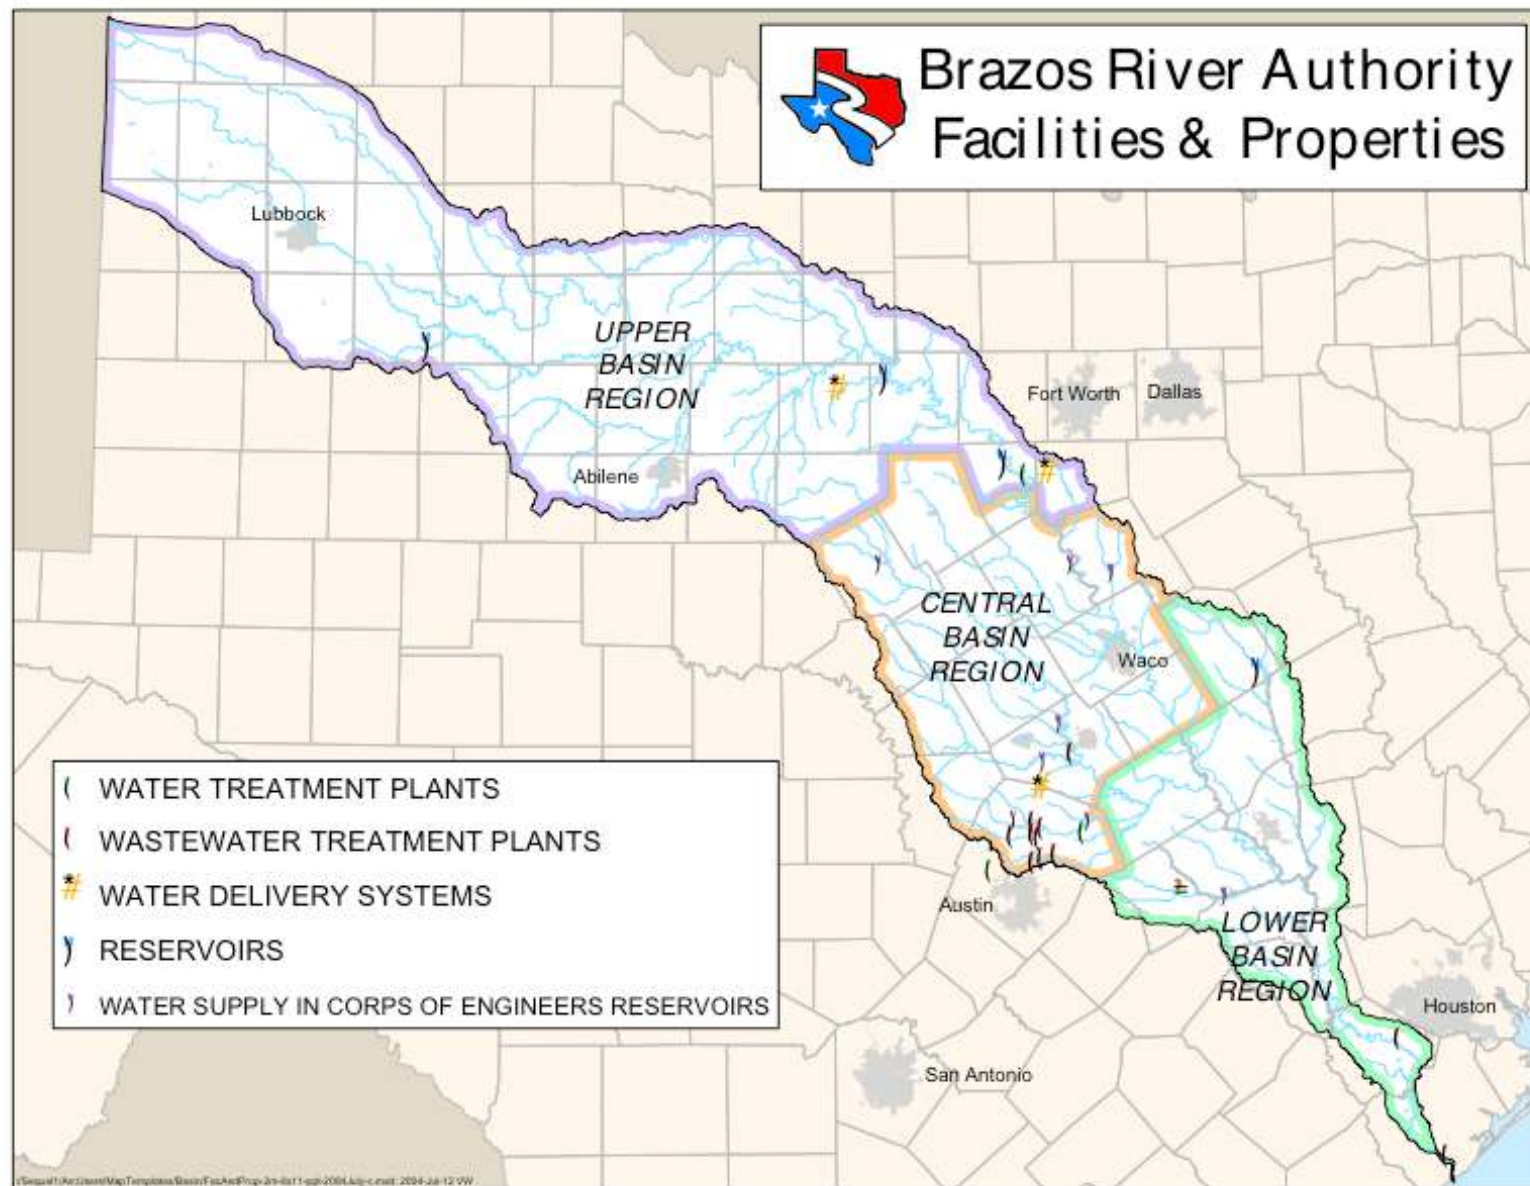 Brazos River Authority
Facilities & Properties
Lubbock
UPPER
BASIN
REGION
Fort Worth
Dallas
Abilene
CENTRAL
BASIN
REGION
Waco
WATER TREATMENT PLANTS
WASTEWATER TREATMENT PLANTS
WATER DELIVERY SYSTEMS
RESERVOIRS
WATER SUPPLY IN CORPS OF ENGINEERS RESERVOIRS
Austin
LOWER
BASIN
REGION
Houston
San Antonio